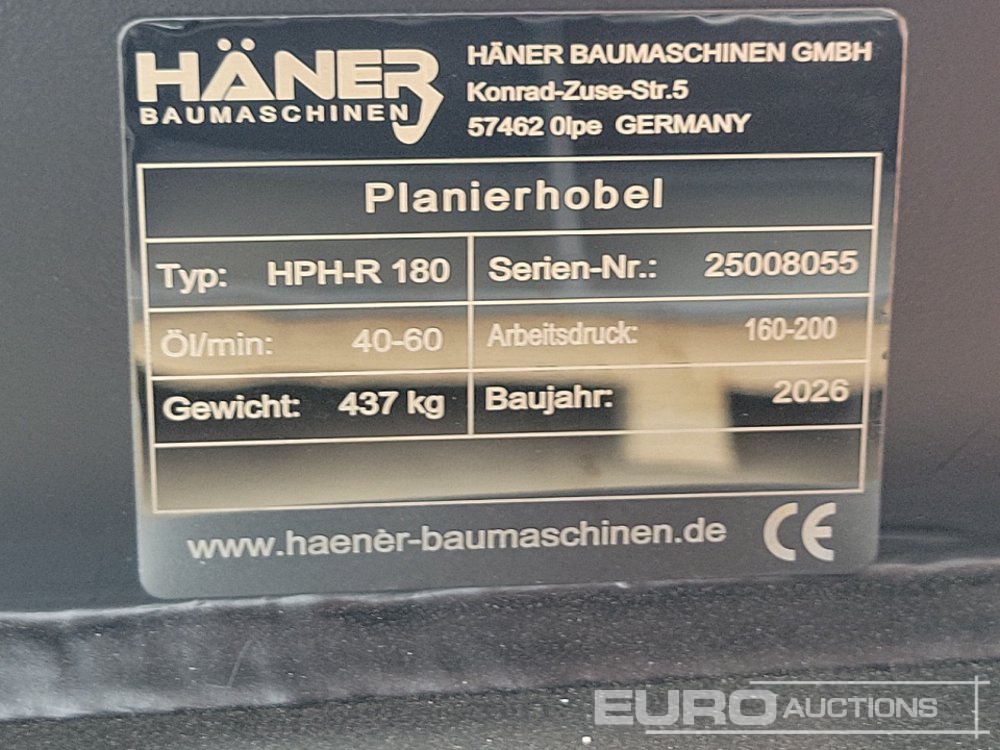 HÄNER
BAUMASCHINEN
HÄNER BAUMASCHINEN GMBH
Konrad-Zuse-Str.5
57462 Olpe GERMANY
Planierhobel
Typ: HPH-R 180 Serien-Nr.: 25008055
Öl/min: 40-60 Arbeitsdruck: 160-200
Gewicht: 437 kg Baujahr: 2026
www.haener-baumaschinen.de CE
EURO AUCTIONS